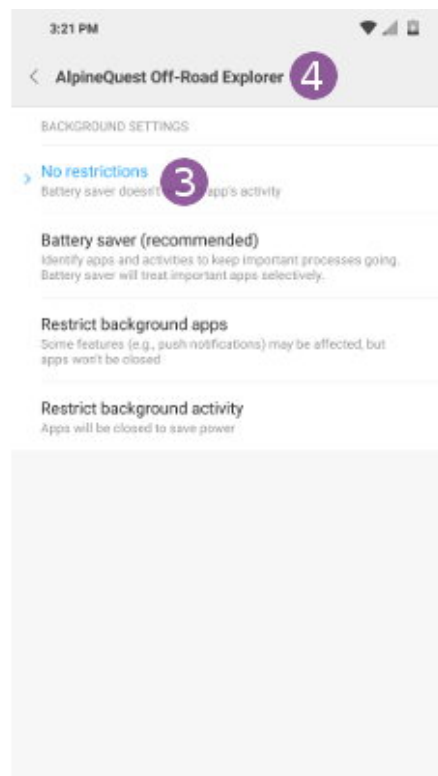 3:21 PM
< AlpineQuest Off-Road Explorer 4
BACKGROUND SETTINGS
No restrictions 3
Battery saver doesn't app's activity
Battery saver (recommended)
Identify apps and activities to keep important processes going.
Battery saver will treat important apps selectively.
Restrict background apps
Some features (e.g., push notifications) may be affected, but
apps won't be closed
Restrict background activity
Apps will be closed to save power